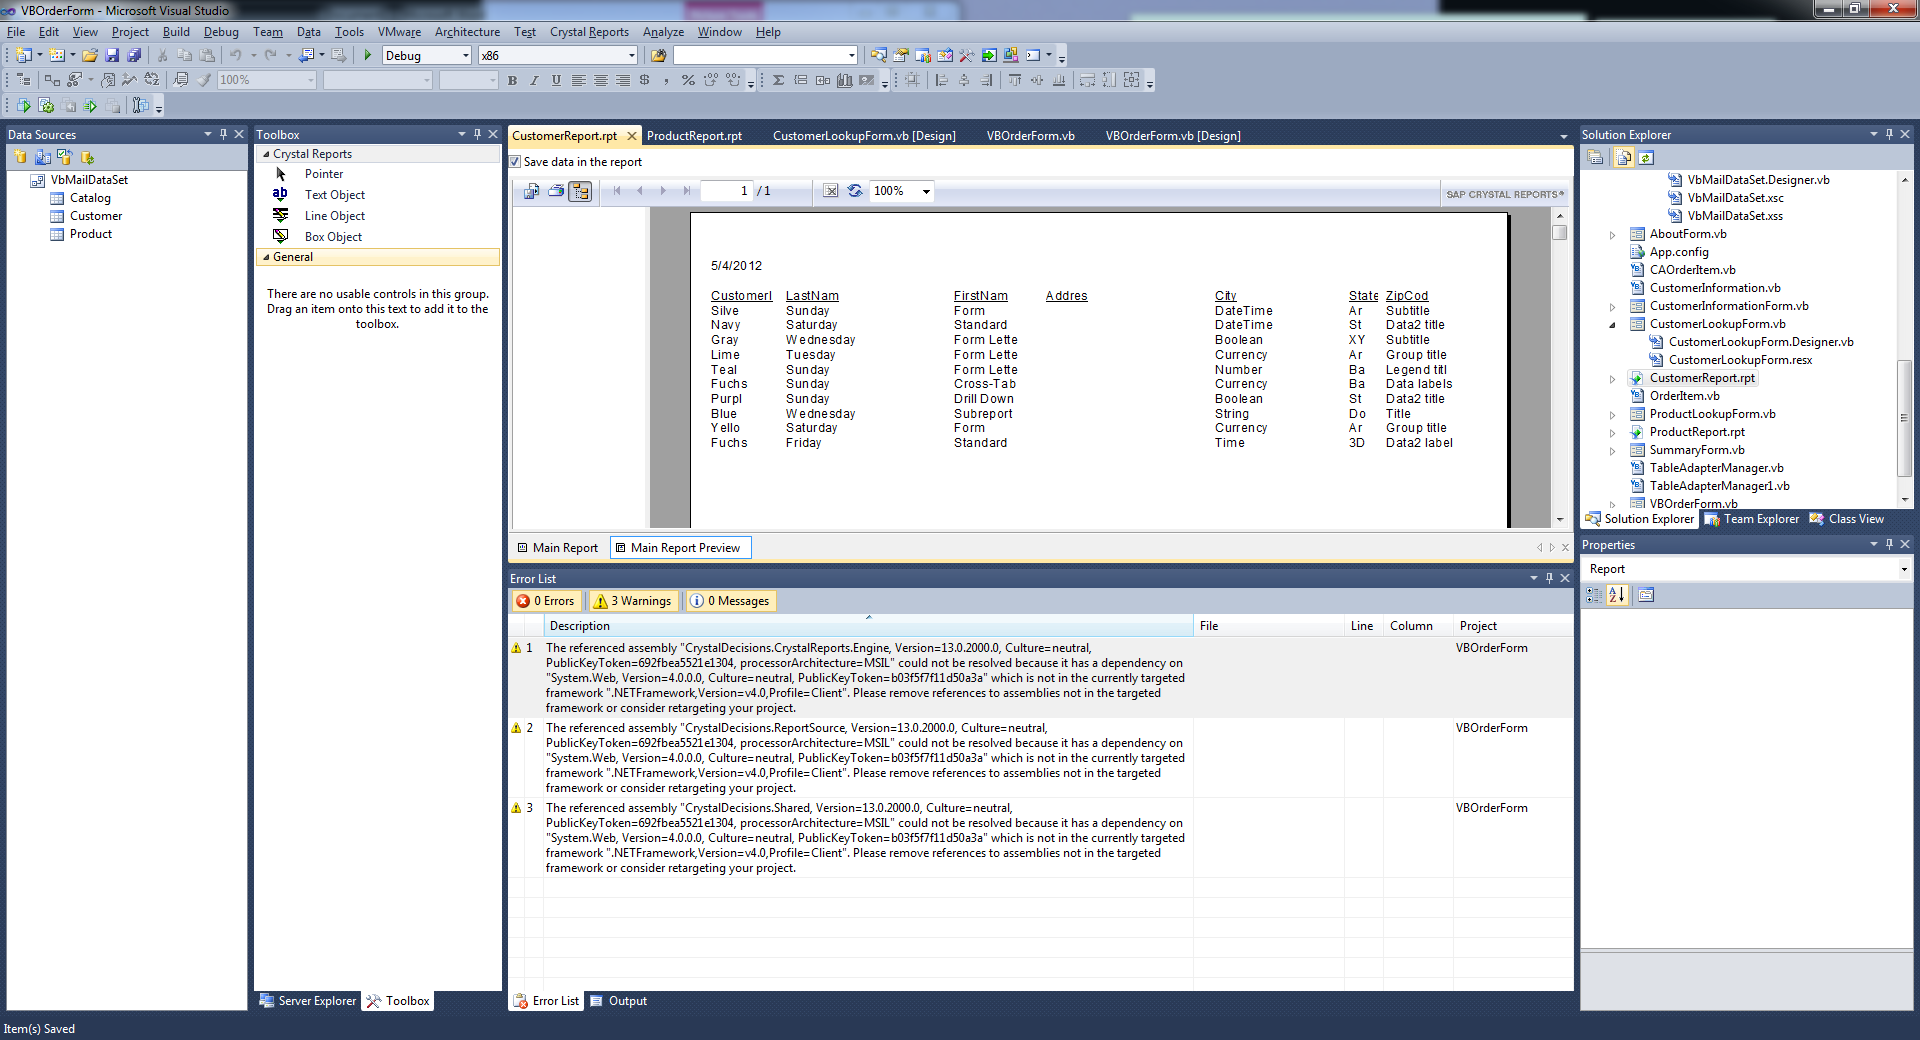 VBOrderForm - Microsoft Visual Studio
File Edit View Project Build Debug Team Data Tools VMware Architecture Test Crystal Reports Analyze Window Help
Debug x86
100%
Data Sources
VbMailDataSet
Catalog
Customer
Product
Toolbox
Crystal Reports
Pointer
Text Object
Line Object
Box Object
General
There are no usable controls in this group.
Drag an item onto this text to add it to the
toolbox.
Server Explorer Toolbox
CustomerReport.rpt ProductReport.rpt CustomerLookupForm.vb [Design] VBOrderForm.vb VBOrderForm.vb [Design]
Save data in the report
1 / 1 100% SAP CRYSTAL REPORTS®
5/4/2012
CustomerI LastNam FirstNam Addres City State ZipCod
Silve Sunday Form DateTime Ar Subtitle
Navy Saturday Standard DateTime St Data2 title
Gray Wednesday Form Lette Boolean XY Subtitle
Lime Tuesday Form Lette Currency Ar Group title
Teal Sunday Form Lette Number Ba Legend titl
Fuchs Sunday Cross-Tab Currency Ba Data labels
Purpl Sunday Drill Down Boolean St Data2 title
Blue Wednesday Subreport String Do Title
Yello Saturday Form Currency Ar Group title
Fuchs Friday Standard Time 3D Data2 label
Main Report Main Report Preview
Error List
0 Errors 3 Warnings 0 Messages
Description File Line Column Project
1 The referenced assembly "CrystalDecisions.CrystalReports.Engine, Version=13.0.2000.0, Culture=neutral, VBOrderForm
PublicKeyToken=692fbea5521e1304, processorArchitecture=MSIL" could not be resolved because it has a dependency on
"System.Web, Version=4.0.0.0, Culture=neutral, PublicKeyToken=b03f5f7f11d50a3a" which is not in the currently targeted
framework ".NETFramework,Version=v4.0,Profile=Client". Please remove references to assemblies not in the targeted
framework or consider retargeting your project.
2 The referenced assembly "CrystalDecisions.ReportSource, Version=13.0.2000.0, Culture=neutral, VBOrderForm
PublicKeyToken=692fbea5521e1304, processorArchitecture=MSIL" could not be resolved because it has a dependency on
"System.Web, Version=4.0.0.0, Culture=neutral, PublicKeyToken=b03f5f7f11d50a3a" which is not in the currently targeted
framework ".NETFramework,Version=v4.0,Profile=Client". Please remove references to assemblies not in the targeted
framework or consider retargeting your project.
3 The referenced assembly "CrystalDecisions.Shared, Version=13.0.2000.0, Culture=neutral, VBOrderForm
PublicKeyToken=692fbea5521e1304, processorArchitecture=MSIL" could not be resolved because it has a dependency on
"System.Web, Version=4.0.0.0, Culture=neutral, PublicKeyToken=b03f5f7f11d50a3a" which is not in the currently targeted
framework ".NETFramework,Version=v4.0,Profile=Client". Please remove references to assemblies not in the targeted
framework or consider retargeting your project.
Error List Output
Solution Explorer
VbMailDataSet.Designer.vb
VbMailDataSet.xsc
VbMailDataSet.xss
AboutForm.vb
App.config
CAOrderItem.vb
CustomerInformation.vb
CustomerInformationForm.vb
CustomerLookupForm.vb
CustomerLookupForm.Designer.vb
CustomerLookupForm.resx
CustomerReport.rpt
OrderItem.vb
ProductLookupForm.vb
ProductReport.rpt
SummaryForm.vb
TableAdapterManager.vb
TableAdapterManager1.vb
VBOrderForm.vb
Solution Explorer Team Explorer Class View
Properties
Report
Item(s) Saved